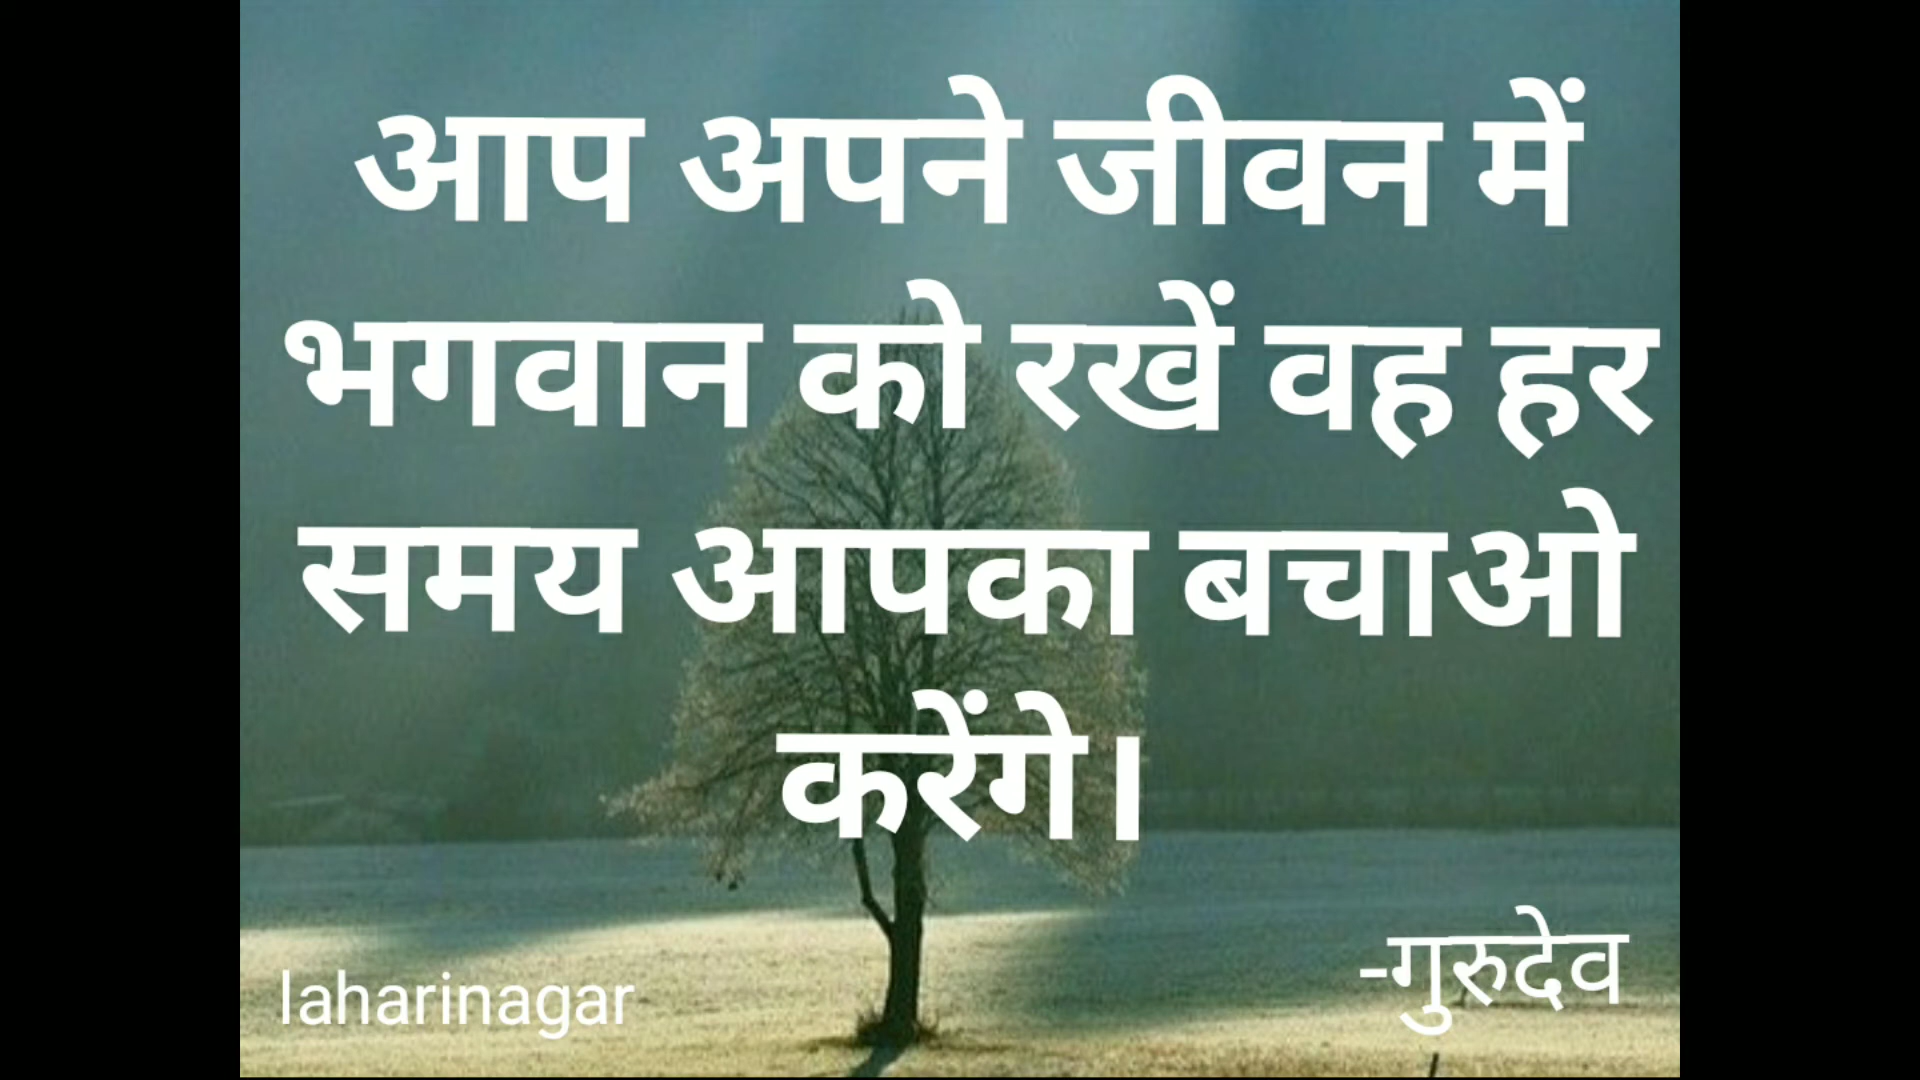 आप अपने जीवन में
भगवान को रखें वह हर
समय आपका बचाओ
करेंगे।
-गुरुदेव
laharinagar